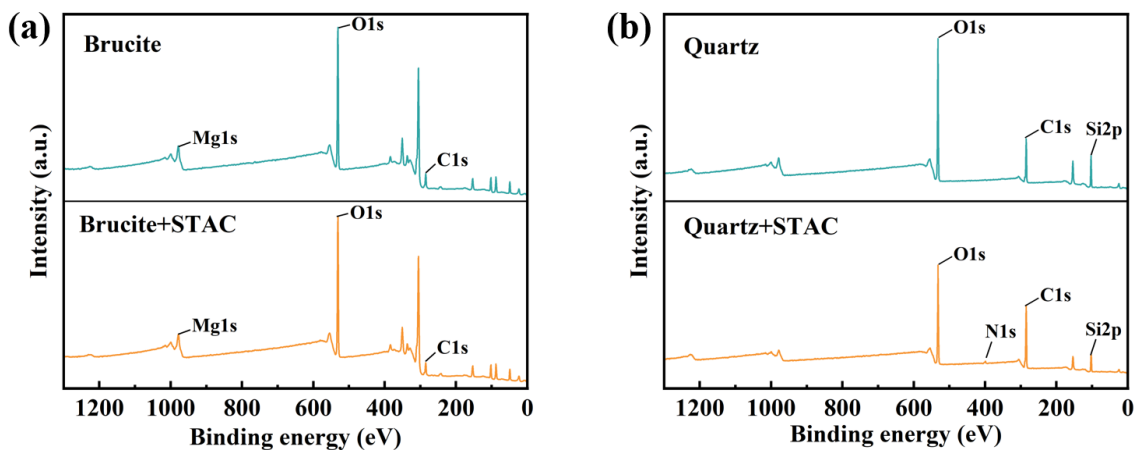 (a)
Brucite
O1s
Mg1s
C1s
Brucite+STAC
O1s
Mg1s
C1s
Intensity (a.u.)
1200 1000 800 600 400 200 0
Binding energy (eV)
(b)
Quartz
O1s
C1s
Si2p
Quartz+STAC
O1s
C1s
N1s
Si2p
Intensity (a.u.)
1200 1000 800 600 400 200 0
Binding energy (eV)